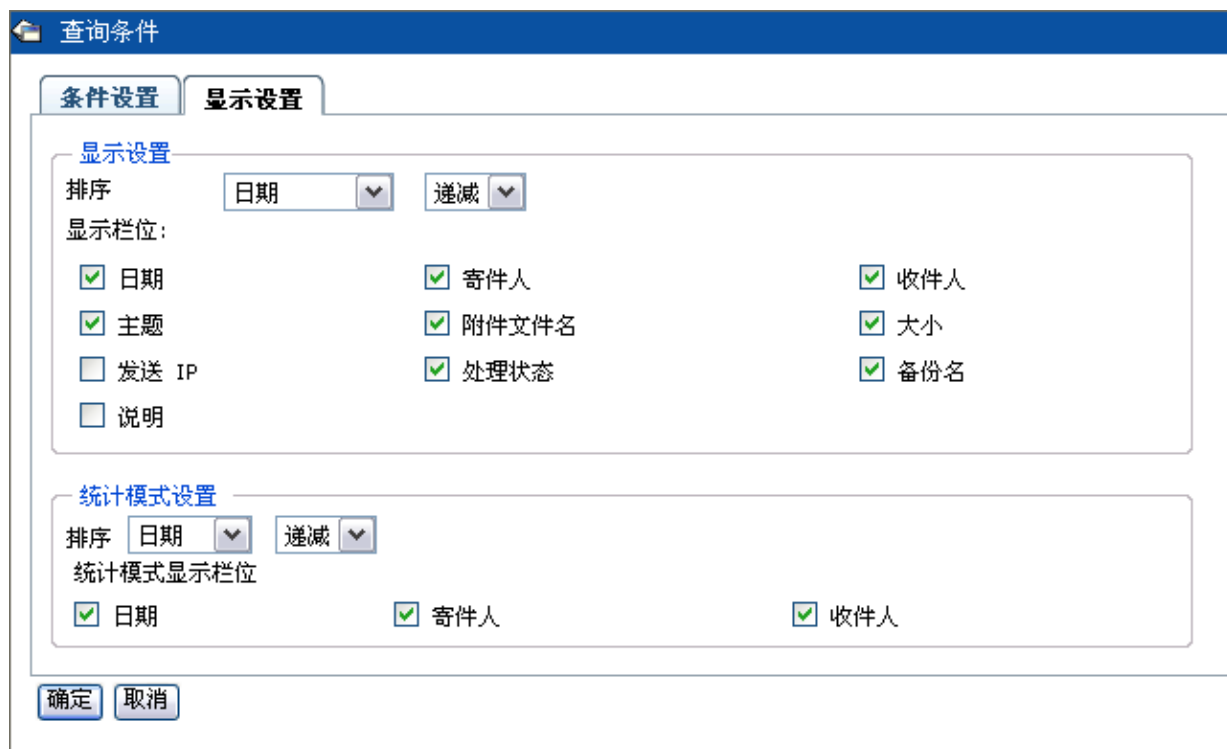 查询条件
条件设置 显示设置
显示设置
排序 日期 递减
显示栏位:
日期 寄件人 收件人
主题 附件文件名 大小
发送 IP 处理状态 备份名
说明
统计模式设置
排序 日期 递减
统计模式显示栏位
日期 寄件人 收件人
确定 取消